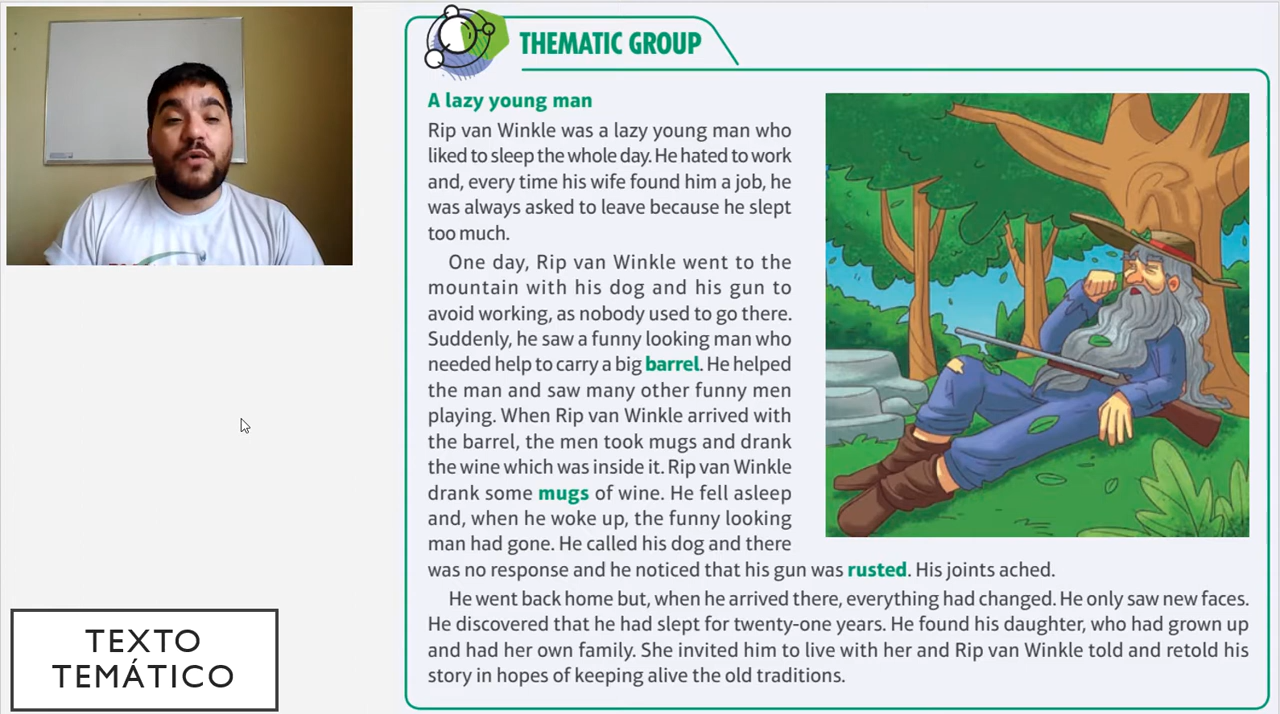 THEMATIC GROUP
A lazy young man
Rip van Winkle was a lazy young man who
liked to sleep the whole day. He hated to work
and, every time his wife found him a job, he
was always asked to leave because he slept
too much.
One day, Rip van Winkle went to the
mountain with his dog and his gun to
avoid working, as nobody used to go there.
Suddenly, he saw a funny looking man who
needed help to carry a big barrel. He helped
the man and saw many other funny men
playing. When Rip van Winkle arrived with
the barrel, the men took mugs and drank
the wine which was inside it. Rip van Winkle
drank some mugs of wine. He fell asleep
and, when he woke up, the funny looking
man had gone. He called his dog and there
was no response and he noticed that his gun was rusted. His joints ached.
He went back home but, when he arrived there, everything had changed. He only saw new faces.
He discovered that he had slept for twenty-one years. He found his daughter, who had grown up
and had her own family. She invited him to live with her and Rip van Winkle told and retold his
story in hopes of keeping alive the old traditions.
TEXTO
TEMÁTICO